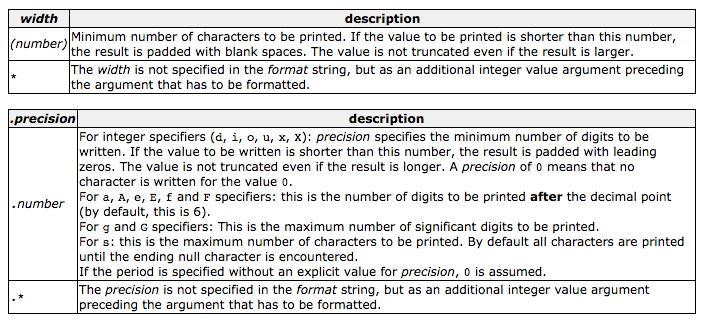 width description
(number) Minimum number of characters to be printed. If the value to be printed is shorter than this number,
the result is padded with blank spaces. The value is not truncated even if the result is larger.
* The width is not specified in the format string, but as an additional integer value argument preceding
the argument that has to be formatted.
.precision description
For integer specifiers (d, i, o, u, x, X): precision specifies the minimum number of digits to be
written. If the value to be written is shorter than this number, the result is padded with leading
zeros. The value is not truncated even if the result is longer. A precision of 0 means that no
character is written for the value 0.
.number For a, A, e, E, f and F specifiers: this is the number of digits to be printed after the decimal point
(by default, this is 6).
For g and G specifiers: This is the maximum number of significant digits to be printed.
For s: this is the maximum number of characters to be printed. By default all characters are printed
until the ending null character is encountered.
If the period is specified without an explicit value for precision, 0 is assumed.
.* The precision is not specified in the format string, but as an additional integer value argument
preceding the argument that has to be formatted.